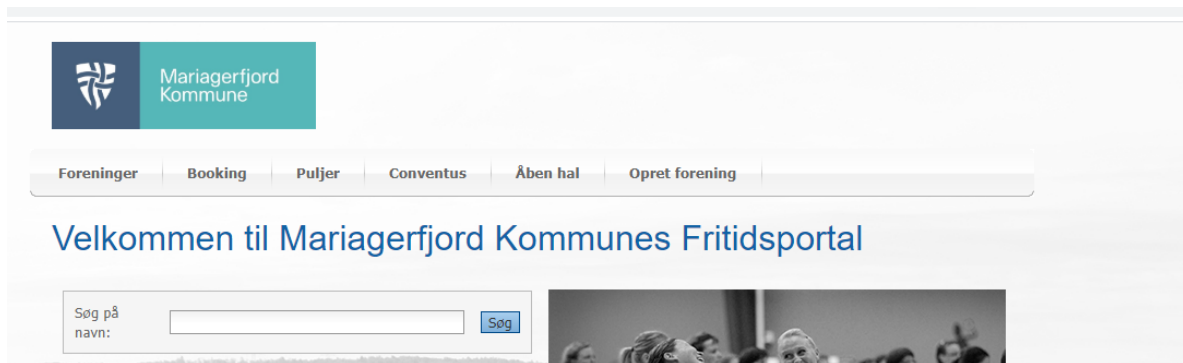 Mariagerfjord
Kommune
Foreninger Booking Puljer Conventus Åben hal Opret forening
Velkommen til Mariagerfjord Kommunes Fritidsportal
Søg på
navn:
Søg